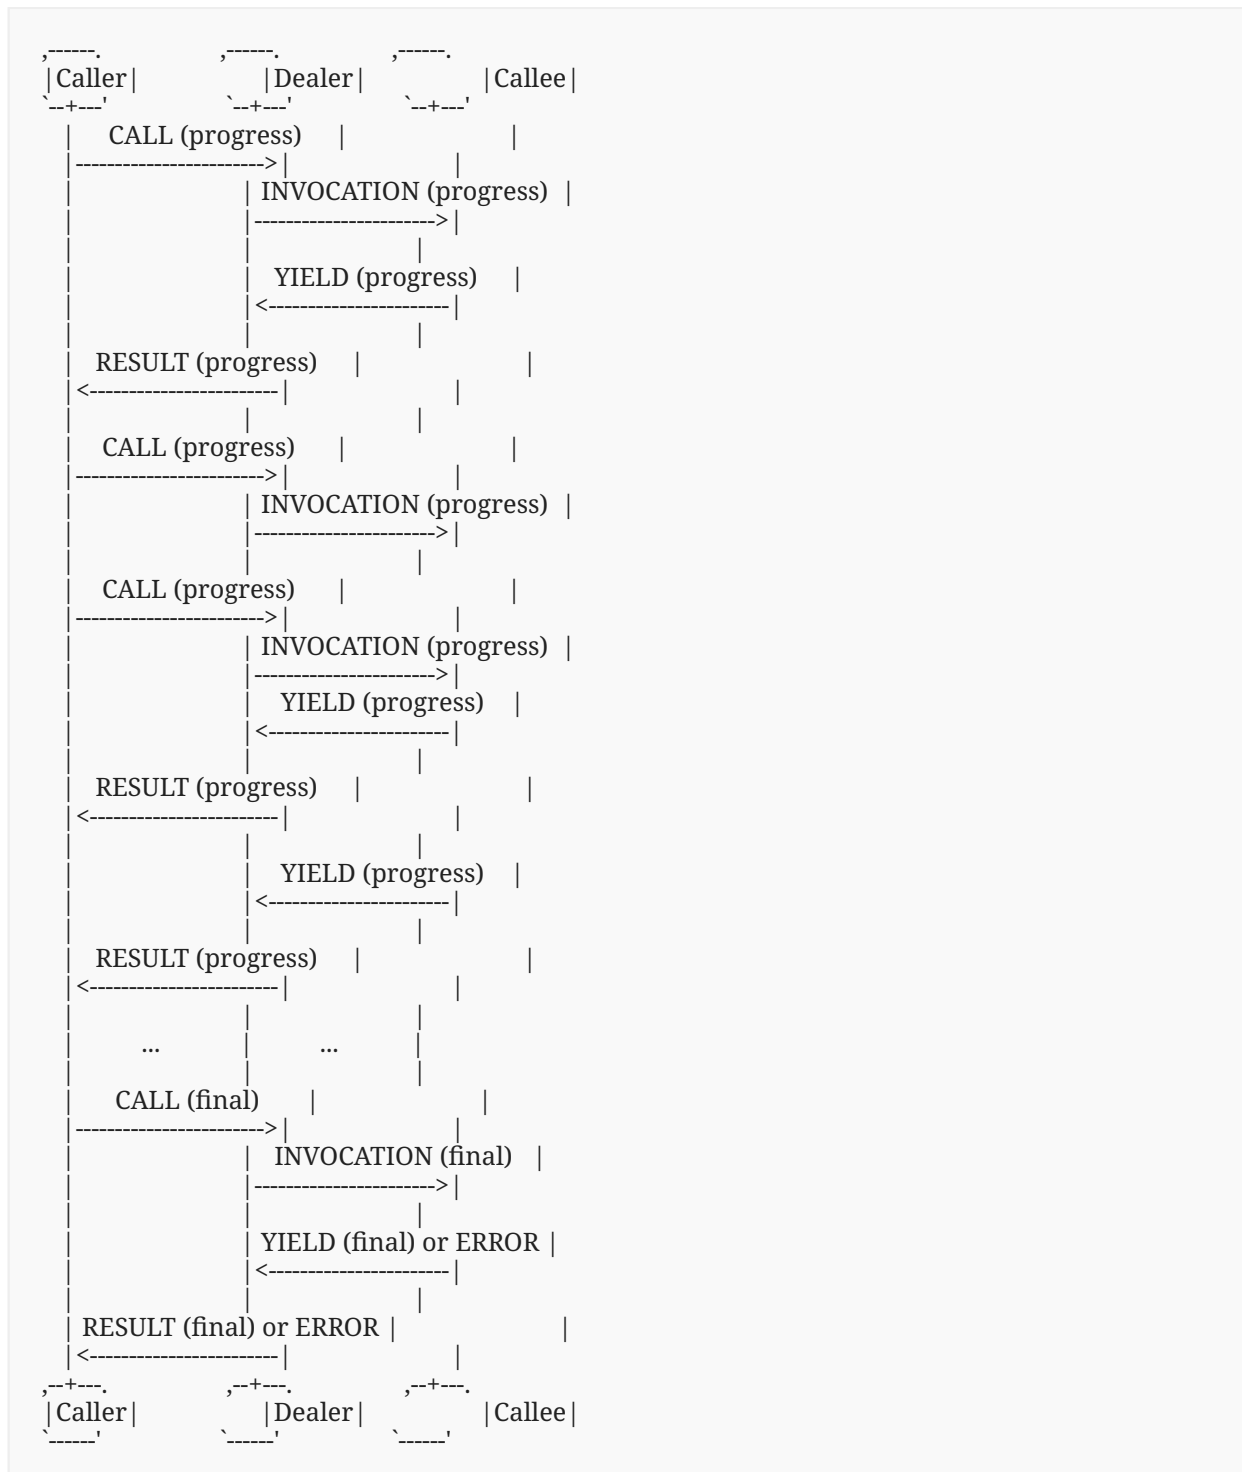 ,------.                   ,------.                  ,------.
|Caller|                   |Dealer|                  |Callee|
`--+---'                   `--+---'                  `--+---'
|      CALL (progress)      |                           |
|------------------------>|                           |
|                           | INVOCATION (progress)  |
|                           |----------------------->|
|                           |                           |
|                           |    YIELD (progress)      |
|                           |<-----------------------|
|                           |                           |
|    RESULT (progress)      |                           |
|<------------------------|                           |
|                           |                           |
|     CALL (progress)       |                           |
|------------------------>|                           |
|                           | INVOCATION (progress)  |
|                           |----------------------->|
|                           |                           |
|     CALL (progress)       |                           |
|------------------------>|                           |
|                           | INVOCATION (progress)  |
|                           |----------------------->|
|                           |     YIELD (progress)     |
|                           |<-----------------------|
|                           |                           |
|    RESULT (progress)      |                           |
|<------------------------|                           |
|                           |                           |
|                           |     YIELD (progress)     |
|                           |<-----------------------|
|                           |                           |
|    RESULT (progress)      |                           |
|<------------------------|                           |
|                           |                           |
|           ...             |           ...             |
|                           |                           |
|       CALL (final)        |                           |
|------------------------>|                           |
|                           |    INVOCATION (final)    |
|                           |----------------------->|
|                           |                           |
|                           | YIELD (final) or ERROR |
|                           |<-----------------------|
|                           |                           |
| RESULT (final) or ERROR |                           |
|<------------------------|                           |
,--+---.                   ,--+---.                  ,--+---.
|Caller|                   |Dealer|                  |Callee|
`------'                   `------'                  `------'